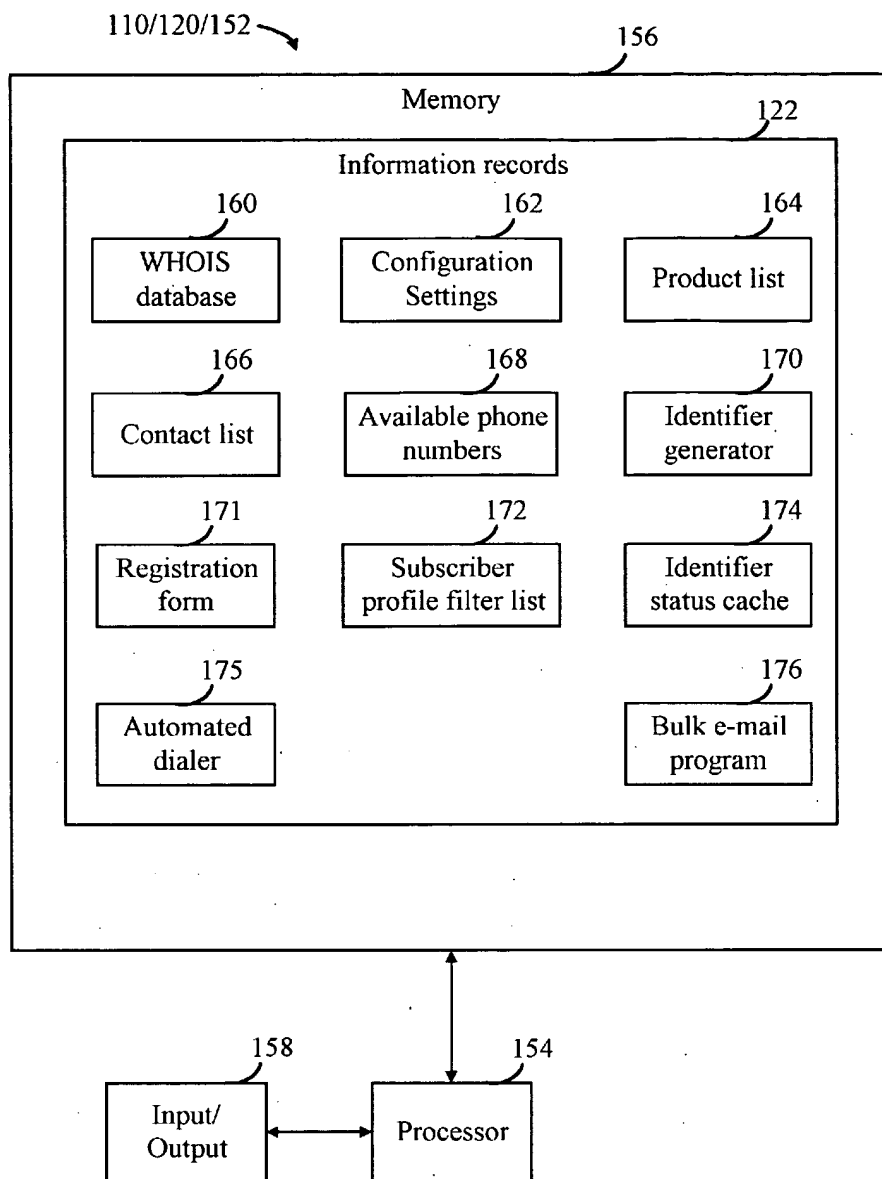 110/120/152
156
Memory
122
Information records
160
162
164
WHOIS
database
Configuration
Settings
Product list
166
168
170
Contact list
Available phone
numbers
Identifier
generator
171
172
174
Registration
form
Subscriber
profile filter list
Identifier
status cache
175
176
Automated
dialer
Bulk e-mail
program
158
154
Input/
Output
Processor